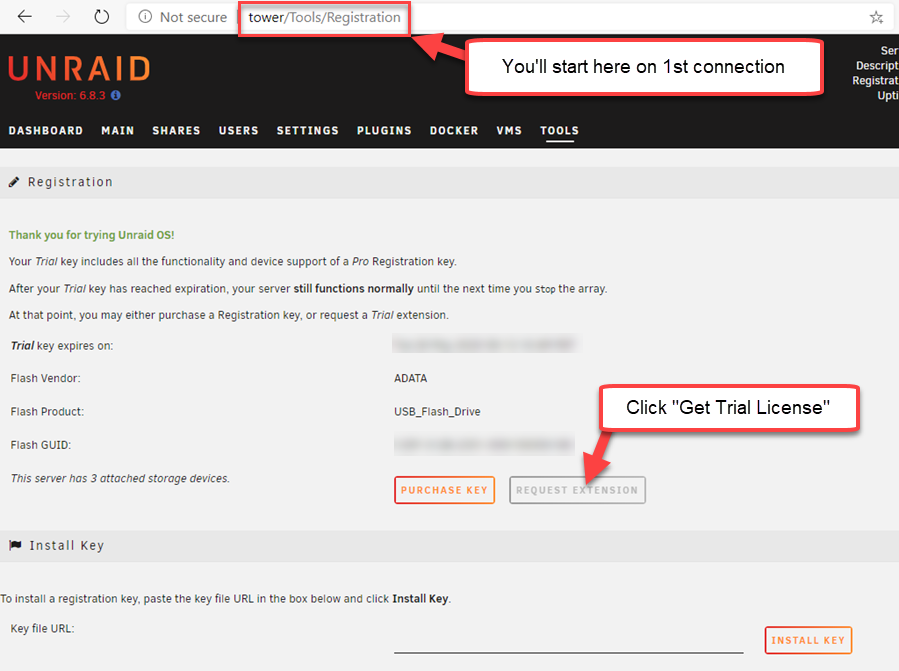 Not secure tower/Tools/Registration
You'll start here on 1st connection
UNRAID
Version: 6.8.3
Ser
Descript
Registrat
Upti
DASHBOARD MAIN SHARES USERS SETTINGS PLUGINS DOCKER VMS TOOLS
Registration
Thank you for trying Unraid OS!
Your Trial key includes all the functionality and device support of a Pro Registration key.
After your Trial key has reached expiration, your server still functions normally until the next time you stop the array.
At that point, you may either purchase a Registration key, or request a Trial extension.
Trial key expires on:
Flash Vendor: ADATA
Flash Product: USB_Flash_Drive
Click "Get Trial License"
Flash GUID:
This server has 3 attached storage devices.
PURCHASE KEY REQUEST EXTENSION
Install Key
To install a registration key, paste the key file URL in the box below and click Install Key.
Key file URL:
INSTALL KEY